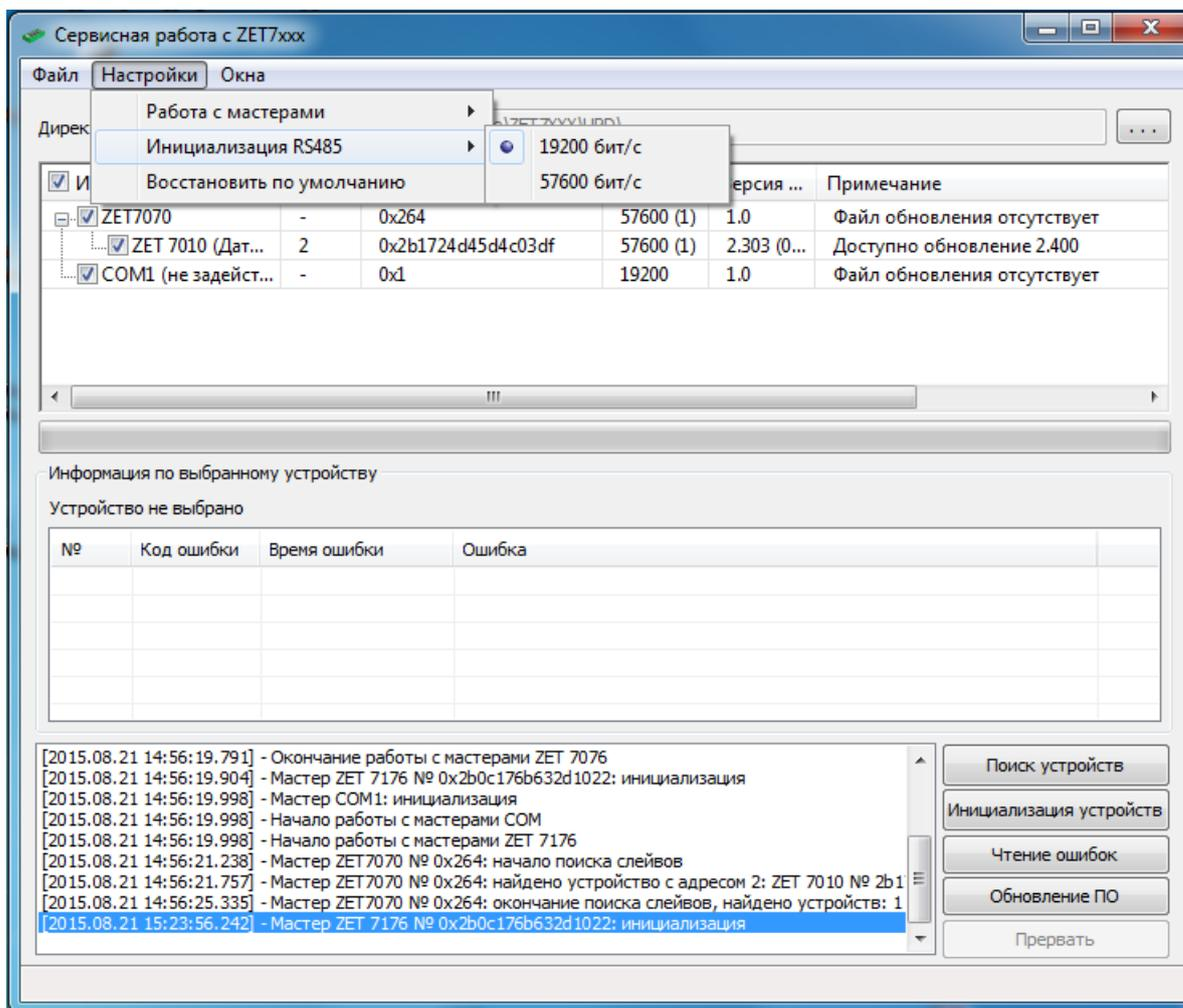 Сервисная работа с ZET7xxx
Файл Настройки Окна
Работа с мастерами
Дирек ...
Инициализация RS485 19200 бит/с
Восстановить по умолчанию 57600 бит/с
И ерсия ... Примечание
ZET7070 - 0x264 57600 (1) 1.0 Файл обновления отсутствует
ZET 7010 (Дат... 2 0x2b1724d45d4c03df 57600 (1) 2.303 (0... Доступно обновление 2.400
COM1 (не задейст... - 0x1 19200 1.0 Файл обновления отсутствует
Информация по выбранному устройству
Устройство не выбрано
№ Код ошибки Время ошибки Ошибка
[2015.08.21 14:56:19.791] - Окончание работы с мастерами ZET 7076
[2015.08.21 14:56:19.904] - Мастер ZET 7176 № 0x2b0c176b632d1022: инициализация
[2015.08.21 14:56:19.998] - Мастер COM1: инициализация
[2015.08.21 14:56:19.998] - Начало работы с мастерами COM
[2015.08.21 14:56:19.998] - Начало работы с мастерами ZET 7176
[2015.08.21 14:56:21.238] - Мастер ZET7070 № 0x264: начало поиска слейвов
[2015.08.21 14:56:21.757] - Мастер ZET7070 № 0x264: найдено устройство с адресом 2: ZET 7010 № 2b1
[2015.08.21 14:56:25.335] - Мастер ZET7070 № 0x264: окончание поиска слейвов, найдено устройств: 1
[2015.08.21 15:23:56.242] - Мастер ZET 7176 № 0x2b0c176b632d1022: инициализация
Поиск устройств
Инициализация устройств
Чтение ошибок
Обновление ПО
Прервать